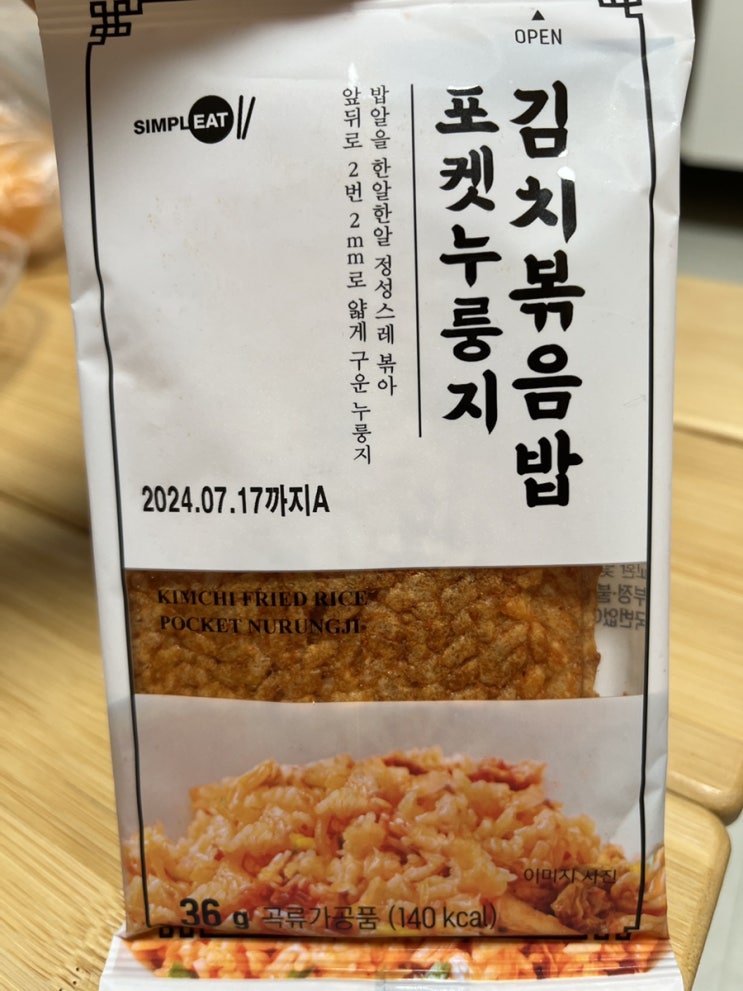 OPEN
SIMPLEAT
김치볶음밥
포켓누룽지
밥알을 한알한알 정성스레 볶아
앞뒤로 2번 2mm로 얇게 구운 누룽지
2024.07.17까지A
KIMCHI FRIED RICE
POCKET NURUNGJI
이미지 사진
36 g 곡류가공품 (140 kcal)